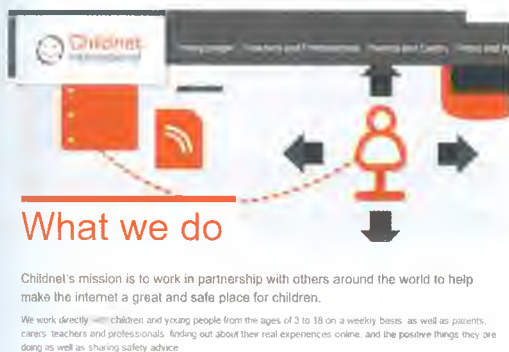 Childnet
International
Young people Teachers and Professionals Parents and Carers
What we do
Childnet's mission is to work in partnership with others around the world to help
make the internet a great and safe place for children.
We work directly with children and young people from the ages of 3 to 18 on a weekly basis, as well as parents,
carers, teachers and professionals, finding out about their real experiences online, and the positive things they are
doing as well as sharing safety advice